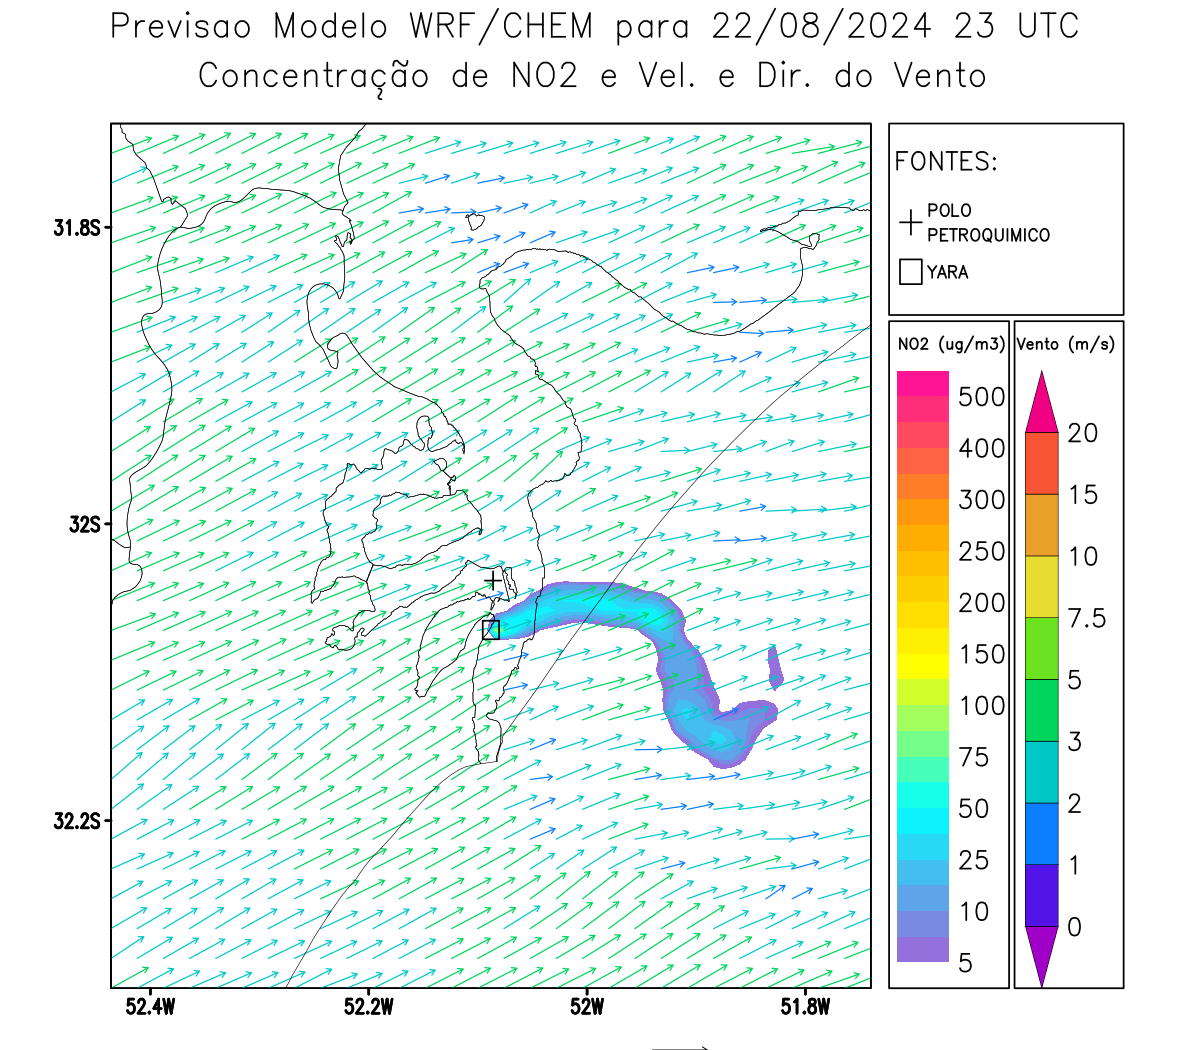 Previsao Modelo WRF/CHEM para 22/08/2024 23 UTC
Concentração de NO2 e Vel. e Dir. do Vento
FONTES:
POLO
PETROQUIMICO
YARA
NO2 (ug/m3)
500
400
300
250
200
150
100
75
50
25
10
5
Vento (m/s)
20
15
10
7.5
5
3
2
1
0
31.8S
32S
32.2S
52.4W
52.2W
52W
51.8W